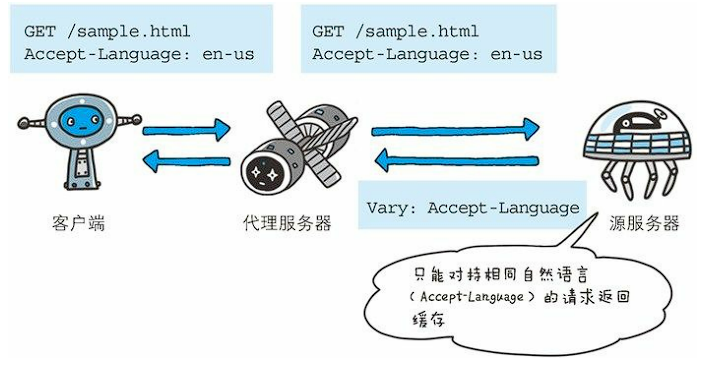 GET /sample.html
Accept-Language: en-us
GET /sample.html
Accept-Language: en-us
Vary: Accept-Language
客户端
代理服务器
源服务器
只能对持相同自然语言
(Accept-Language)的请求返回
缓存